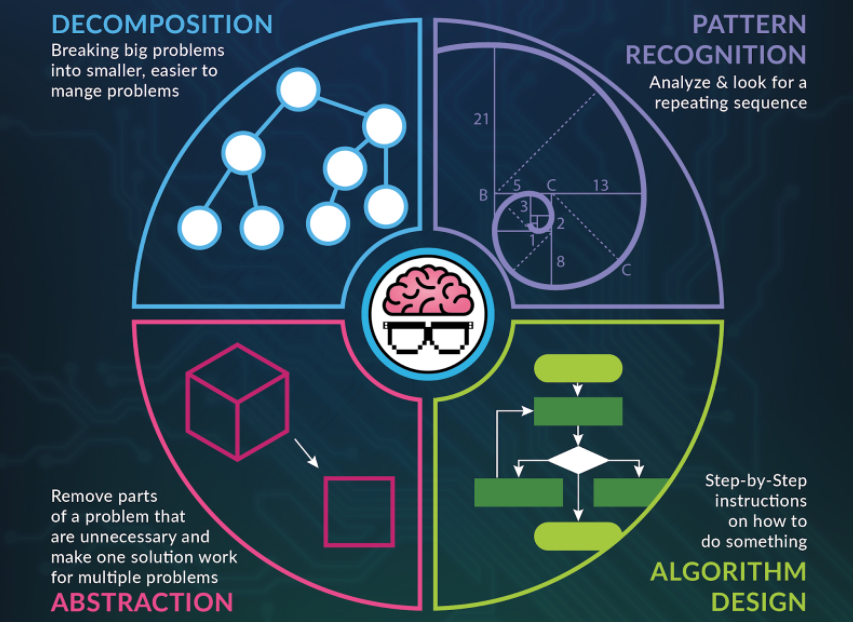 DECOMPOSITION
Breaking big problems
into smaller, easier to
mange problems
PATTERN
RECOGNITION
Analyze & look for a
repeating sequence
21
B
5
C
13
3
2
1
8
C
Remove parts
of a problem that
are unnecessary and
make one solution work
for multiple problems
ABSTRACTION
Step-by-Step
instructions
on how to
do something
ALGORITHM
DESIGN